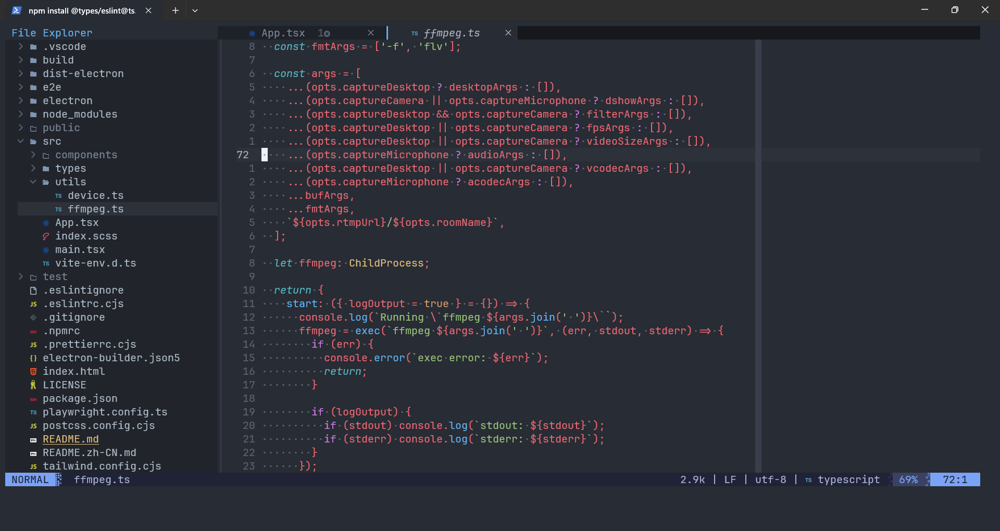 npm install @types/eslint@ts.
File Explorer
.vscode
build
dist-electron
e2e
electron
node_modules
public
src
components
types
utils
TS device.ts
TS ffmpeg.ts
App.tsx
index.scss
main.tsx
TS vite-env.d.ts
test
.eslintignore
JS .eslintrc.cjs
.gitignore
.npmrc
JS .prettierrc.cjs
{} electron-builder.json5
index.html
LICENSE
package.json
TS playwright.config.ts
JS postcss.config.cjs
README.md
README.zh-CN.md
JS tailwind.config.cjs
App.tsx 1
TS ffmpeg.ts
8 ··const·fmtArgs·=·['-f',·'flv'];
7
6 ··const·args·=·[
5 ····...(opts.captureDesktop·?·desktopArgs·:·[]),
4 ····...(opts.captureCamera·||·opts.captureMicrophone·?·dshowArgs·:·[]),
3 ····...(opts.captureDesktop·&&·opts.captureCamera·?·filterArgs·:·[]),
2 ····...(opts.captureDesktop·||·opts.captureCamera·?·fpsArgs·:·[]),
1 ····...(opts.captureDesktop·||·opts.captureCamera·?·videoSizeArgs·:·[]),
72 ····...(opts.captureMicrophone·?·audioArgs·:·[]),
1 ····...(opts.captureDesktop·||·opts.captureCamera·?·vcodecArgs·:·[]),
2 ····...(opts.captureMicrophone·?·acodecArgs·:·[]),
3 ····...bufArgs,
4 ····...fmtArgs,
5 ····`${opts.rtmpUrl}/${opts.roomName}`,
6 ··];
7
8 ··let·ffmpeg:·ChildProcess;
9
10 ··return·{
11 ····start:·({·logOutput·=·true·}·=·{})·=>·{
12 ······console.log(`Running·\`ffmpeg·${args.join('·')}\``);
13 ······ffmpeg·=·exec(`ffmpeg·${args.join('·')}`,·(err,·stdout,·stderr)·=>·{
14 ········if·(err)·{
15 ··········console.error(`exec·error:·${err}`);
16 ··········return;
17 ········}
18
19 ········if·(logOutput)·{
20 ··········if·(stdout)·console.log(`stdout:·${stdout}`);
21 ··········if·(stderr)·console.log(`stderr:·${stderr}`);
22 ········}
23 ······});
NORMAL ffmpeg.ts 2.9k | LF | utf-8 | TS typescript 69% 72:1